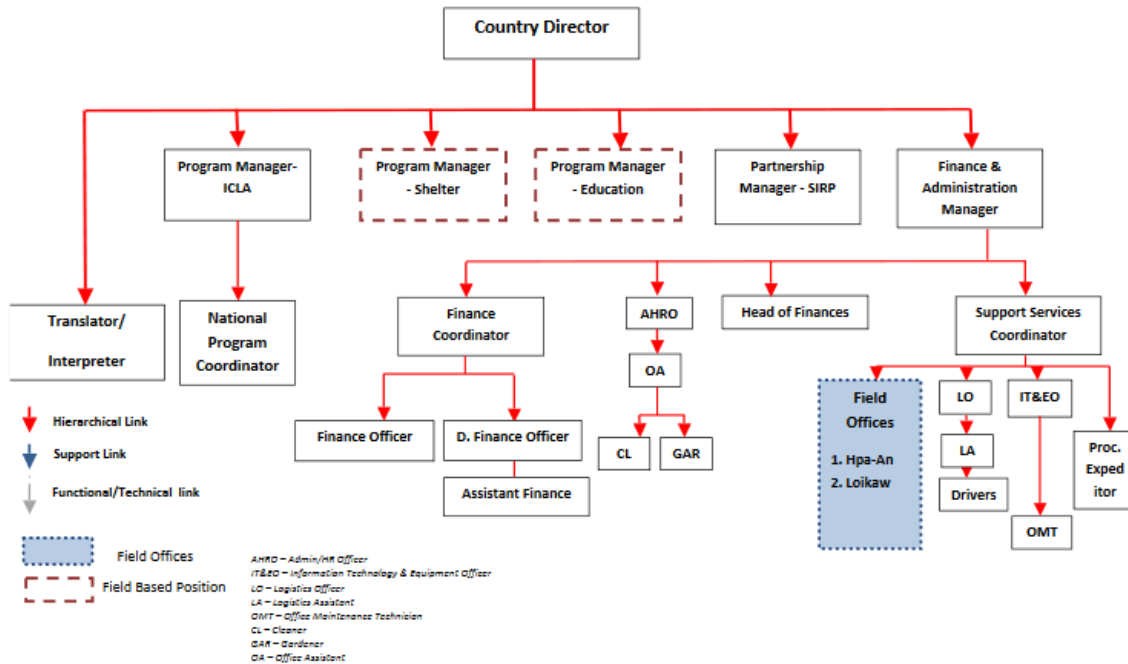 Country Director
Program Manager-
ICLA
Program Manager
- Shelter
Program Manager
- Education
Partnership
Manager - SIRP
Finance &
Administration
Manager
Translator/
Interpreter
National
Program
Coordinator
Finance
Coordinator
AHRO
Head of Finances
Support Services
Coordinator
OA
Finance Officer
D. Finance Officer
CL
GAR
Assistant Finance
Field
Offices
1. Hpa-An
2. Loikaw
LO
IT&EO
LA
Drivers
OMT
Proc.
Exped
itor
Hierarchical Link
Support Link
Functional/Technical link
Field Offices
Field Based Position
AHRO – Admin/HR Officer
IT&EO – Information Technology & Equipment Officer
LO – Logistics Officer
LA – Logistics Assistant
OMT – Office Maintenance Technician
CL – Cleaner
GAR – Gardener
OA – Office Assistant